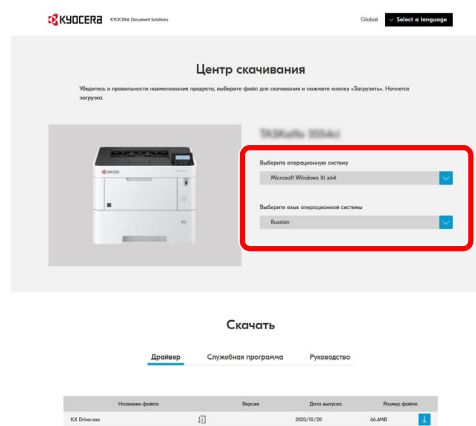 KYOCERA KYOCERA Document Solutions Global Select a language
Центр скачивания
Убедитесь в правильности наименования продукта, выберите файл для скачивания и нажмите кнопку «Загрузить». Начнется
загрузка.
Выберите операционную систему
Microsoft Windows 10 x64
Выберите язык операционной системы
Russian
Скачать
Драйвер Служебная программа Руководство
Название файла Версия Дата выпуска Размер файла
KX Driver.exe 2020/10/20 66.4MB